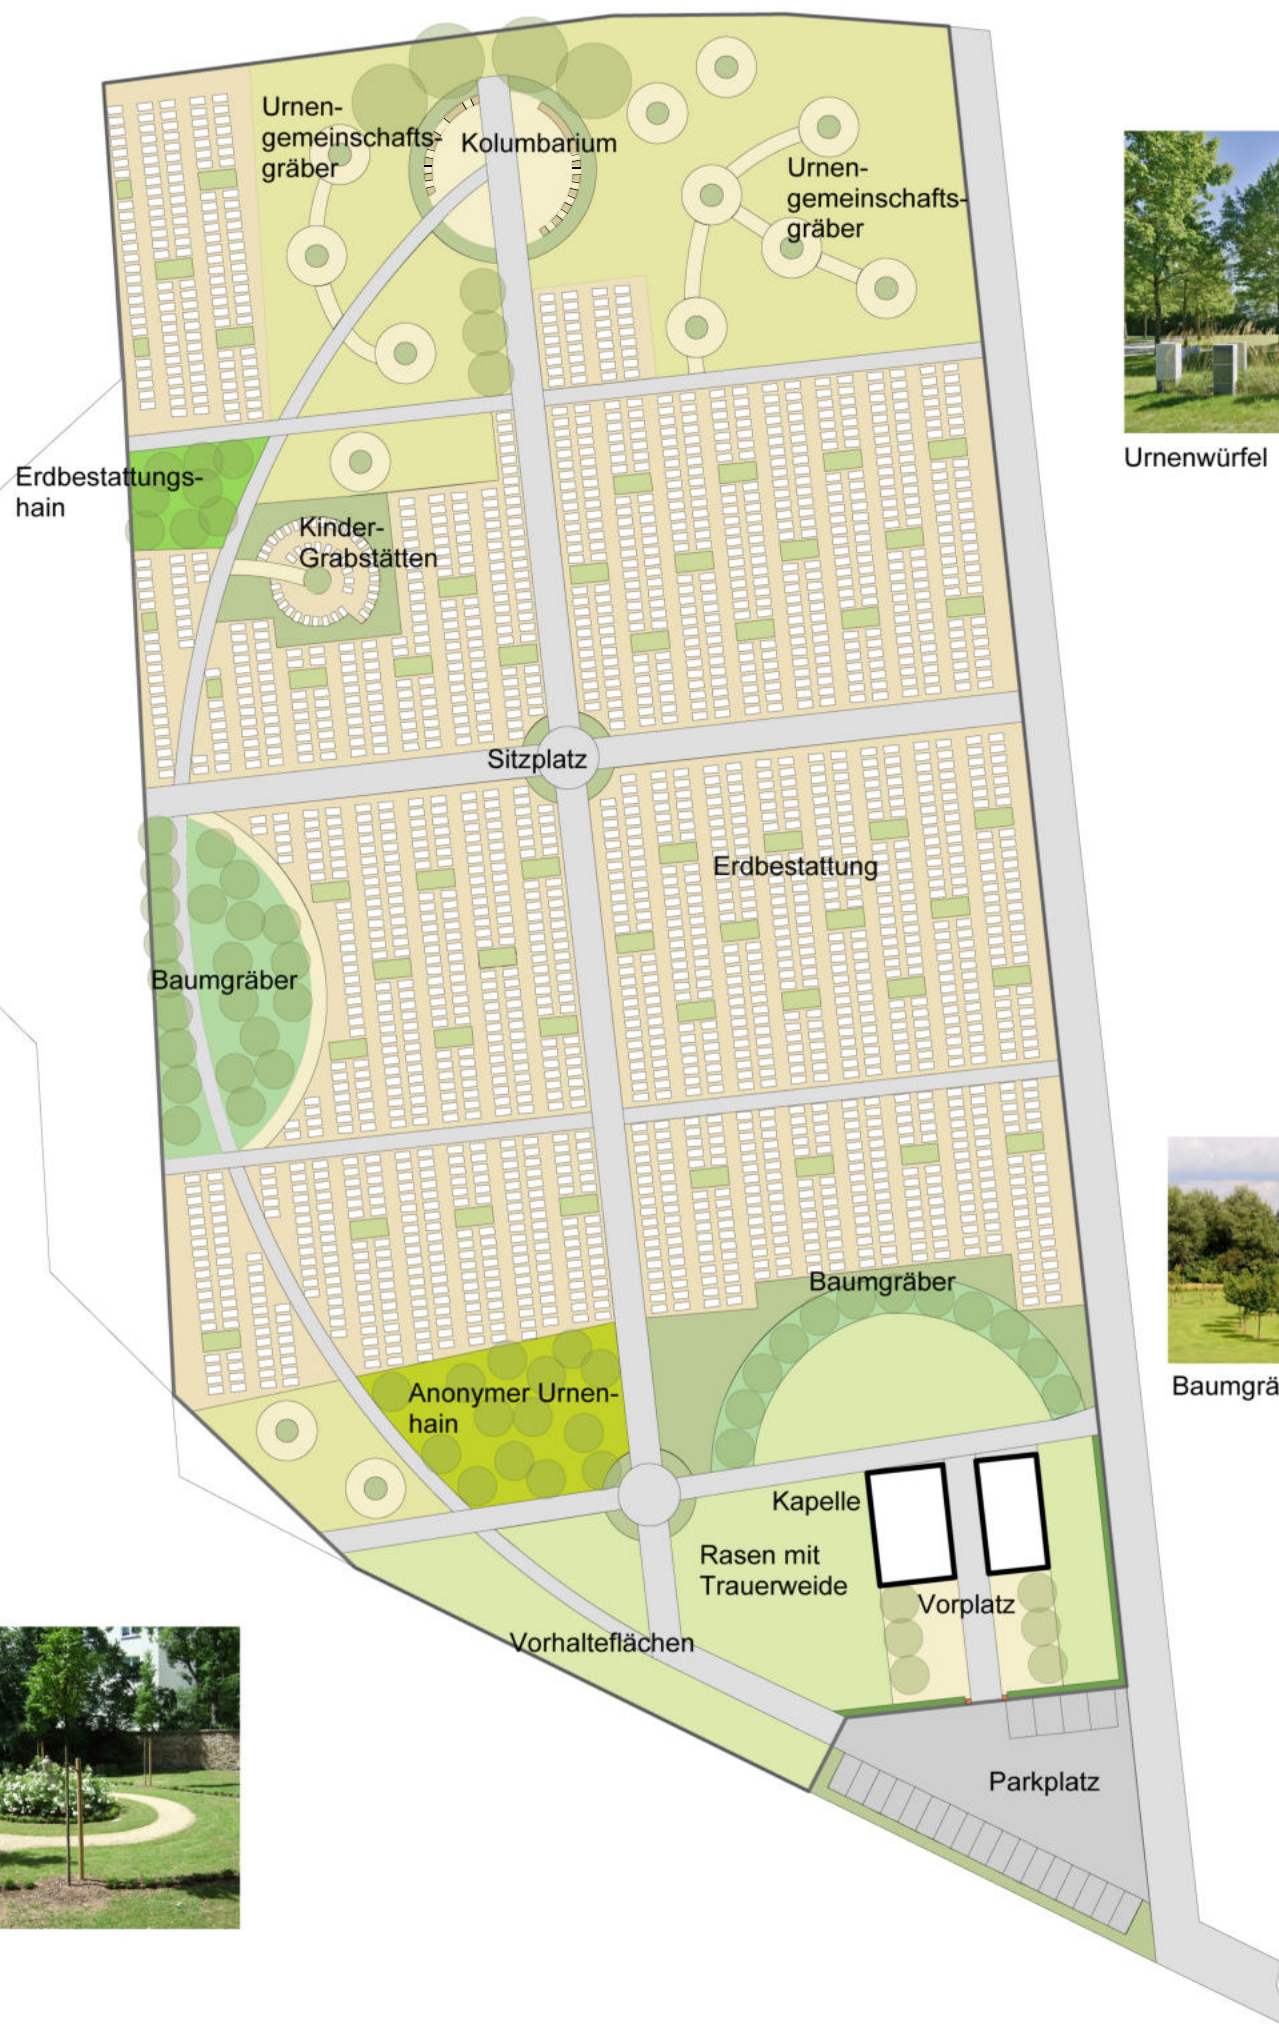 Urnen-
gemeinschafts-
gräber
Kolumbarium
Urnen-
gemeinschafts-
gräber
Urnenwürfel
Erdbestattungs-
hain
Kinder-
Grabstätten
Sitzplatz
Erdbestattung
Baumgräber
Baumgräber
Baumgrä
Anonymer Urnen-
hain
Kapelle
Rasen mit
Trauerweide
Vorplatz
Vorhalteflächen
Parkplatz